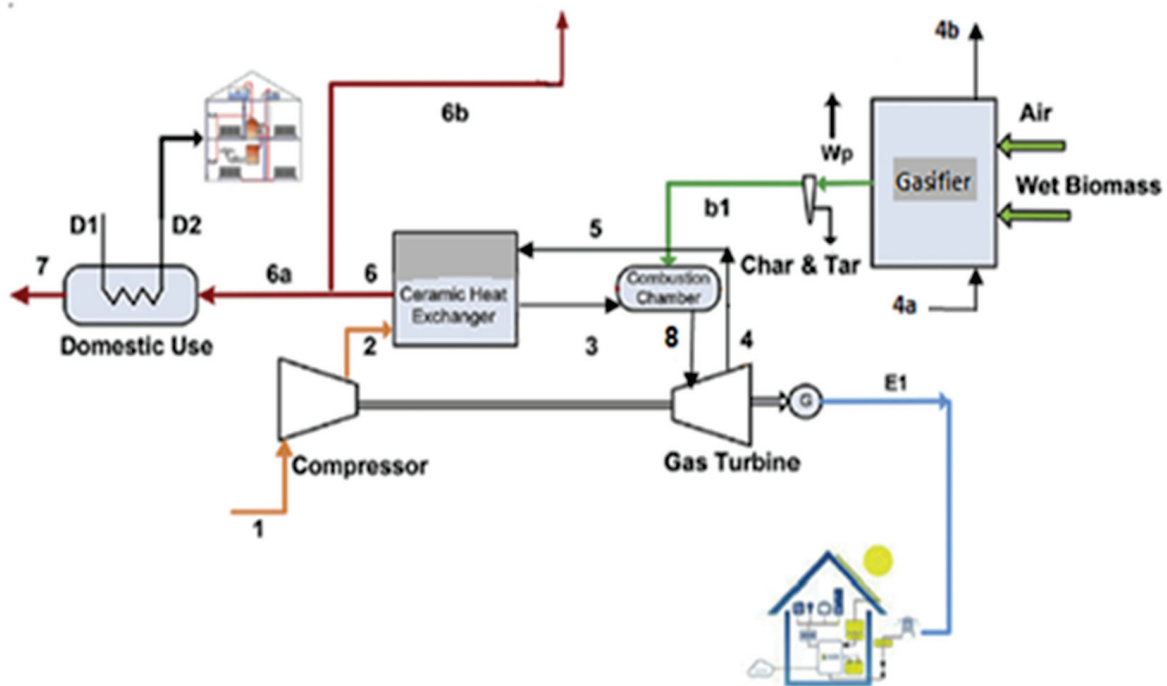 4b
6b
Air
Wp
Gasifier
Wet Biomass
b1
D1
D2
5
Char & Tar
7
6a
6
Combustion
Chamber
Ceramic Heat
Exchanger
4a
Domestic Use
2
3
8
4
E1
G
Compressor
Gas Turbine
1